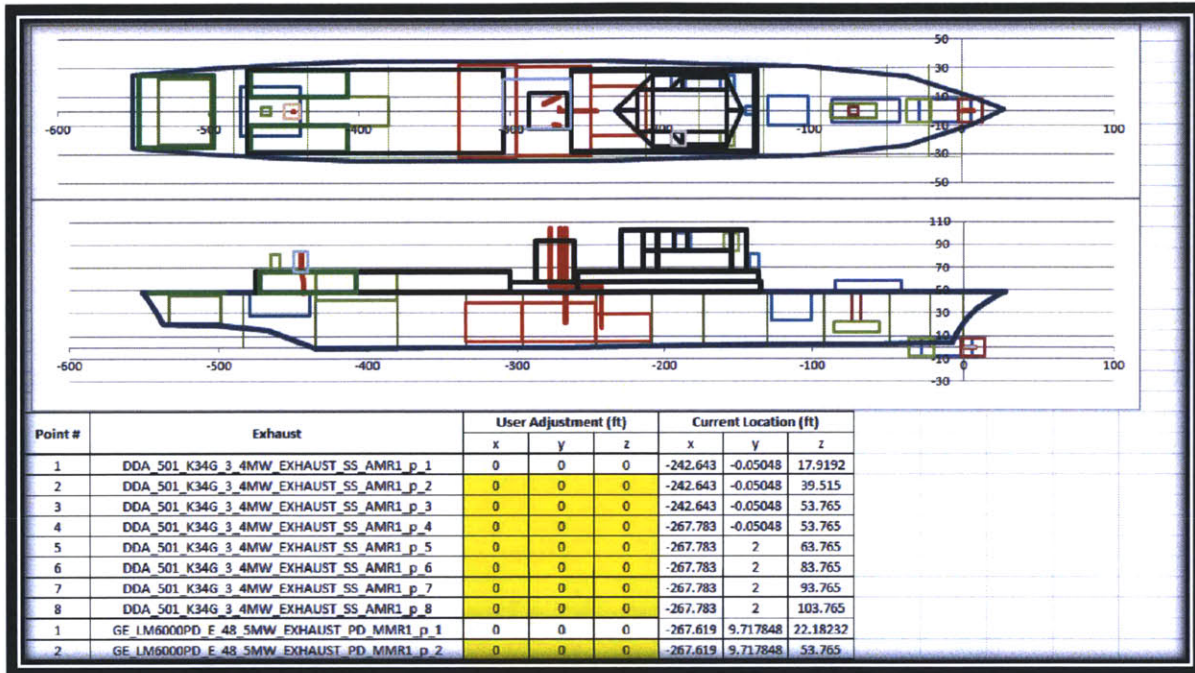 50
30
10
-600 -500 -400 -300 -200 -100 -10 0 100
-30
-50
110
90
70
50
30
10
-600 -500 -400 -300 -200 -100 -10 0 100
-30
Point # Exhaust User Adjustment (ft) Current Location (ft)
x y z x y z
1 DDA_501_K34G_3_4MW_EXHAUST_SS_AMR1_p_1 0 0 0 -242.643 -0.05048 17.9192
2 DDA_501_K34G_3_4MW_EXHAUST_SS_AMR1_p_2 0 0 0 -242.643 -0.05048 39.515
3 DDA_501_K34G_3_4MW_EXHAUST_SS_AMR1_p_3 0 0 0 -242.643 -0.05048 53.765
4 DDA_501_K34G_3_4MW_EXHAUST_SS_AMR1_p_4 0 0 0 -267.783 -0.05048 53.765
5 DDA_501_K34G_3_4MW_EXHAUST_SS_AMR1_p_5 0 0 0 -267.783 2 63.765
6 DDA_501_K34G_3_4MW_EXHAUST_SS_AMR1_p_6 0 0 0 -267.783 2 83.765
7 DDA_501_K34G_3_4MW_EXHAUST_SS_AMR1_p_7 0 0 0 -267.783 2 93.765
8 DDA_501_K34G_3_4MW_EXHAUST_SS_AMR1_p_8 0 0 0 -267.783 2 103.765
1 GE_LM6000PD_E_48_5MW_EXHAUST_PD_MMR1_p_1 0 0 0 -267.619 9.717848 22.18232
2 GE_LM6000PD_E_48_5MW_EXHAUST_PD_MMR1_p_2 0 0 0 -267.619 9.717848 53.765